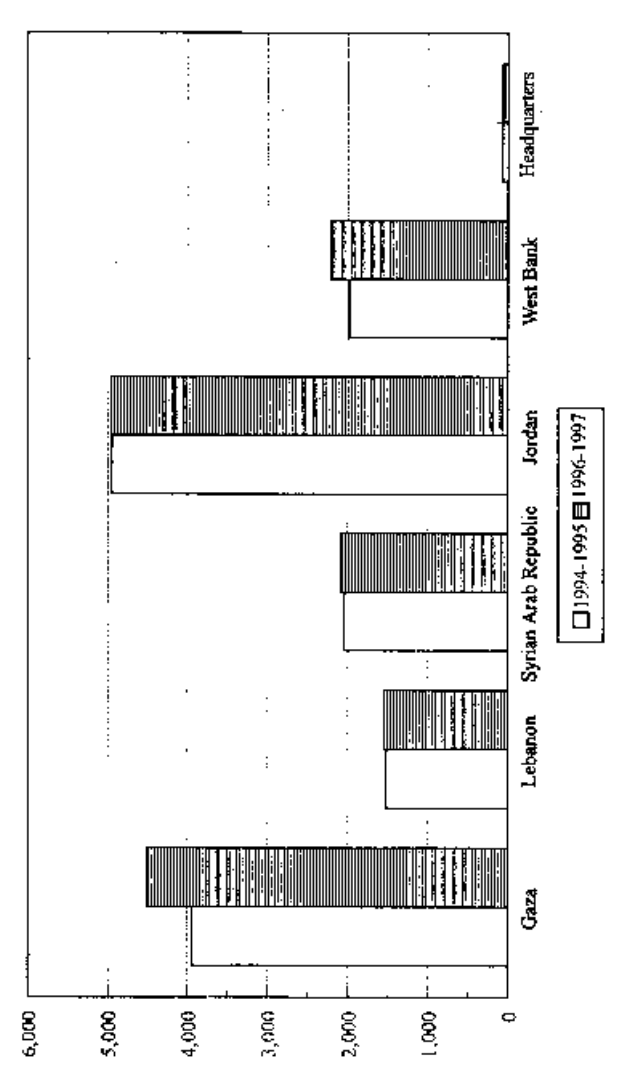 6,000
5,000
4,000
3,000
2,000
1,000
0
Gaza
Lebanon
Syrian Arab Republic
Jordan
West Bank
Headquarters
1994-1995 1996-1997